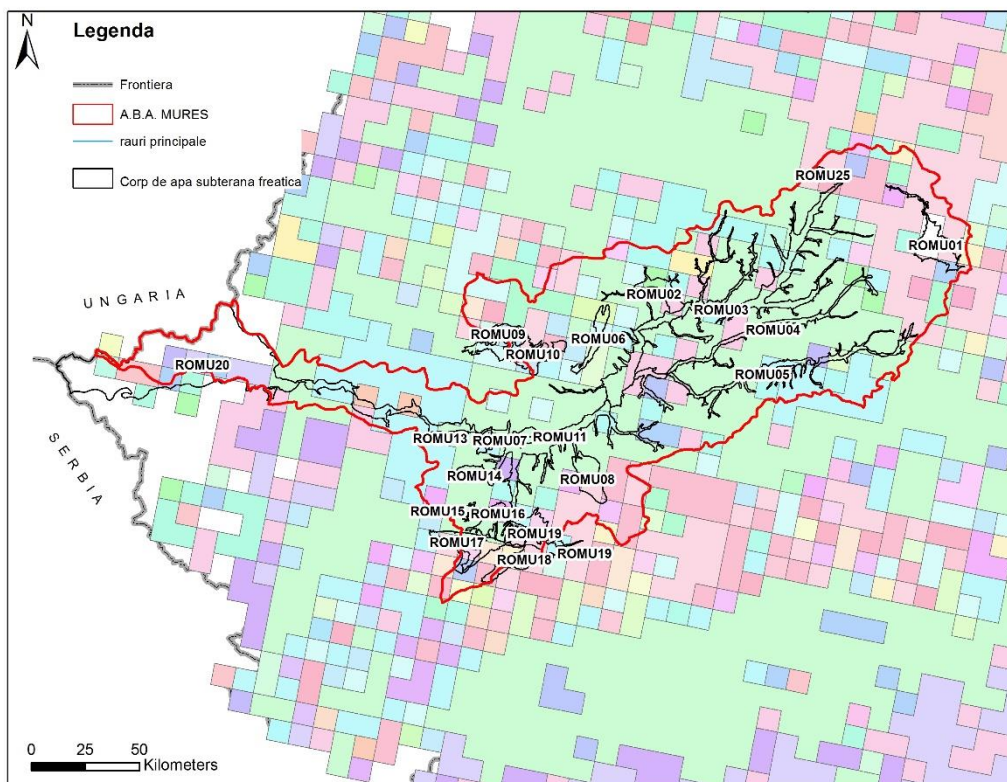 N
Legenda
Frontiera
A.B.A. MURES
rauri principale
Corp de apa subterana freatica
ROMU25
ROMU01
UNGARIA
ROMU02
ROMU03
ROMU04
ROMU09
ROMU10
ROMU06
ROMU20
ROMU05
SERBIA
ROMU13
ROMU07
ROMU11
ROMU14
ROMU08
ROMU15
ROMU16
ROMU17
ROMU19
ROMU18
ROMU19
0 25 50
Kilometers